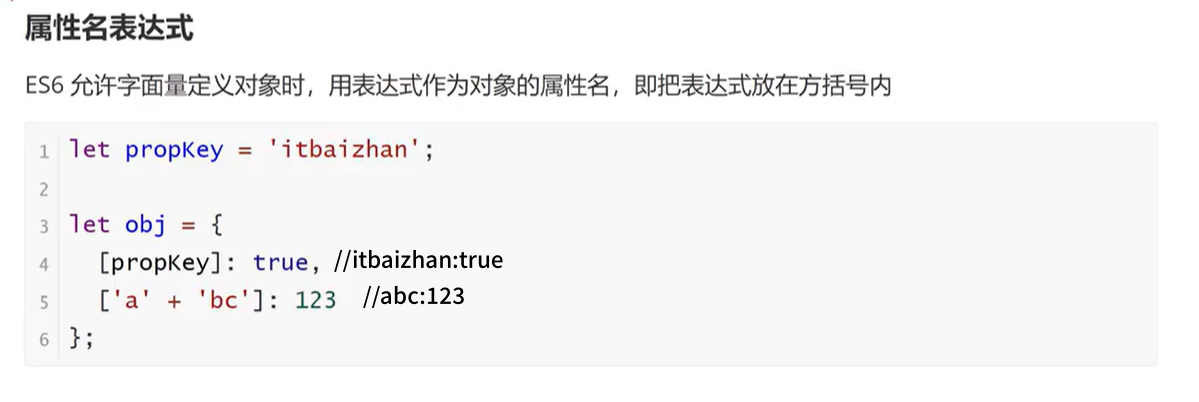 属性名表达式
ES6 允许字面量定义对象时，用表达式作为对象的属性名，即把表达式放在方括号内
1 let propKey = 'itbaizhan';
2
3 let obj = {
4   [propKey]: true, //itbaizhan:true
5   ['a' + 'bc']: 123 //abc:123
6 };